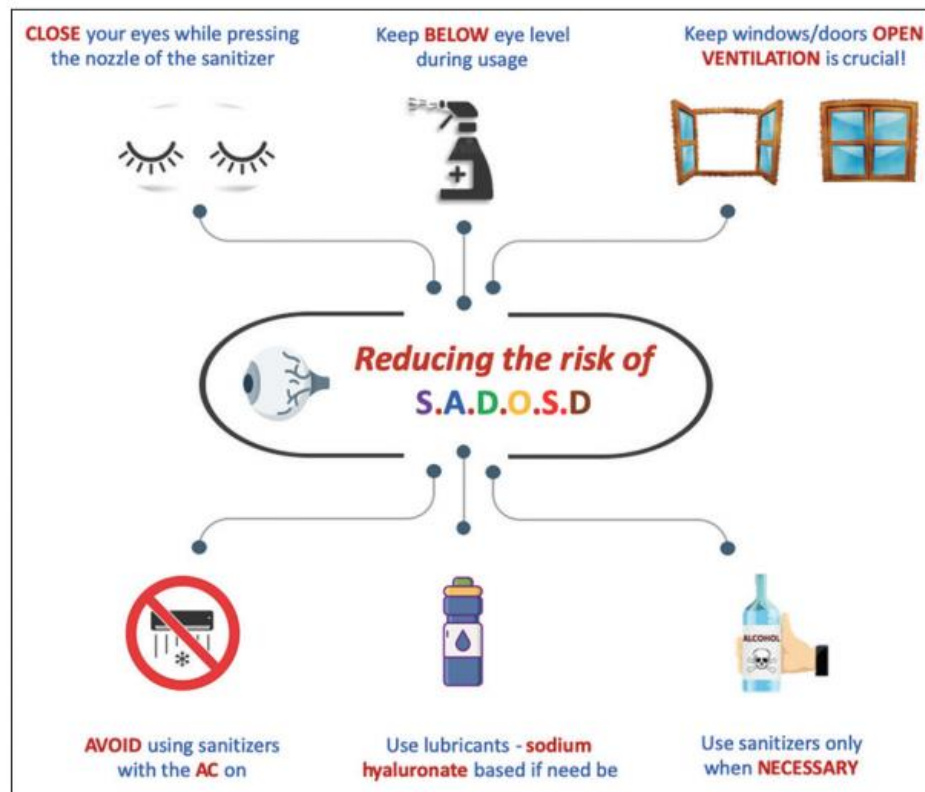 CLOSE your eyes while pressing
the nozzle of the sanitizer
Keep BELOW eye level
during usage
Keep windows/doors OPEN
VENTILATION is crucial!
Reducing the risk of
S.A.D.O.S.D
ALCOHOL
AVOID using sanitizers
with the AC on
Use lubricants - sodium
hyaluronate based if need be
Use sanitizers only
when NECESSARY